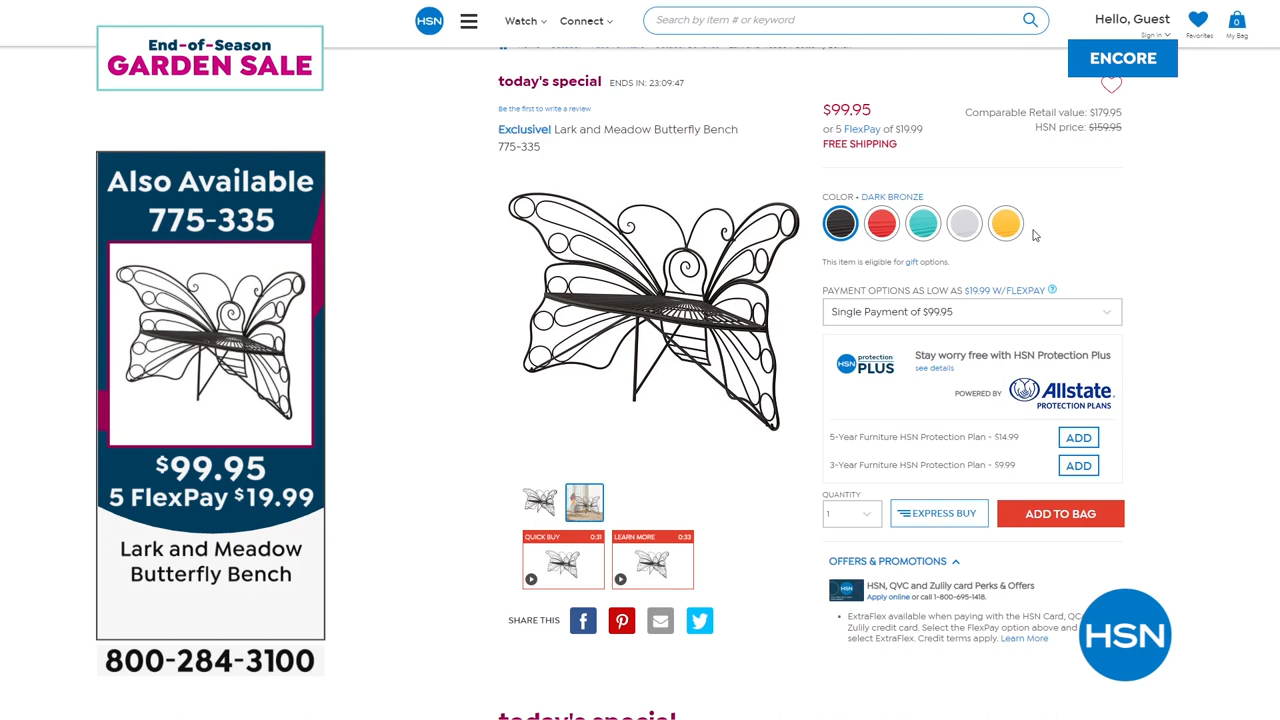 HSN
Watch
Connect
Search by item # or keyword
Hello, Guest
Sign in
Favorites
0
My Bag
End-of-Season
GARDEN SALE
ENCORE
today's special ENDS IN: 23:09:47
Be the first to write a review
Exclusive! Lark and Meadow Butterfly Bench
775-335
$99.95
or 5 FlexPay of $19.99
FREE SHIPPING
Comparable Retail value: $179.95
HSN price: $159.95
Also Available
775-335
$99.95
5 FlexPay $19.99
Lark and Meadow
Butterfly Bench
800-284-3100
COLOR • DARK BRONZE
This item is eligible for gift options.
PAYMENT OPTIONS AS LOW AS $19.99 W/FLEXPAY ?
Single Payment of $99.95
HSN protection PLUS
Stay worry free with HSN Protection Plus
see details
POWERED BY Allstate.
PROTECTION PLANS
5-Year Furniture HSN Protection Plan - $14.99 ADD
3-Year Furniture HSN Protection Plan - $9.99 ADD
QUANTITY
1
EXPRESS BUY
ADD TO BAG
QUICK BUY 0:31
LEARN MORE 0:33
SHARE THIS
OFFERS & PROMOTIONS
HSN, QVC and Zulily card Perks & Offers
Apply online or call 1-800-695-1418.
• ExtraFlex available when paying with the HSN Card, QC
Zulily credit card. Select the FlexPay option above and
select ExtraFlex. Credit terms apply. Learn More
HSN
today's special